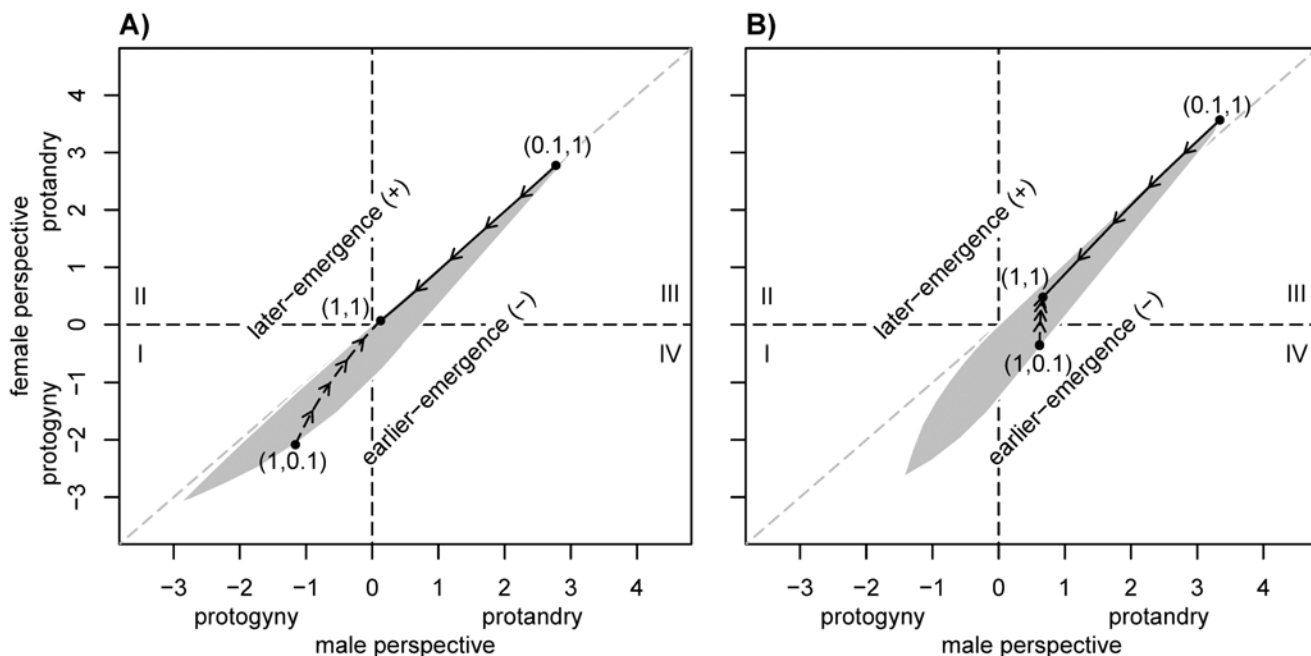 A)
4
3
2
1
0
−1
−2
−3
female perspective
protandry
protogyny
II
III
I
IV
later−emergence (+)
earlier−emergence (−)
(0.1,1)
(1,1)
(1,0.1)
−3 −2 −1 0 1 2 3 4
protogyny protandry
male perspective
B)
II
III
I
IV
later−emergence (+)
earlier−emergence (−)
(0.1,1)
(1,1)
(1,0.1)
−3 −2 −1 0 1 2 3 4
protogyny protandry
male perspective